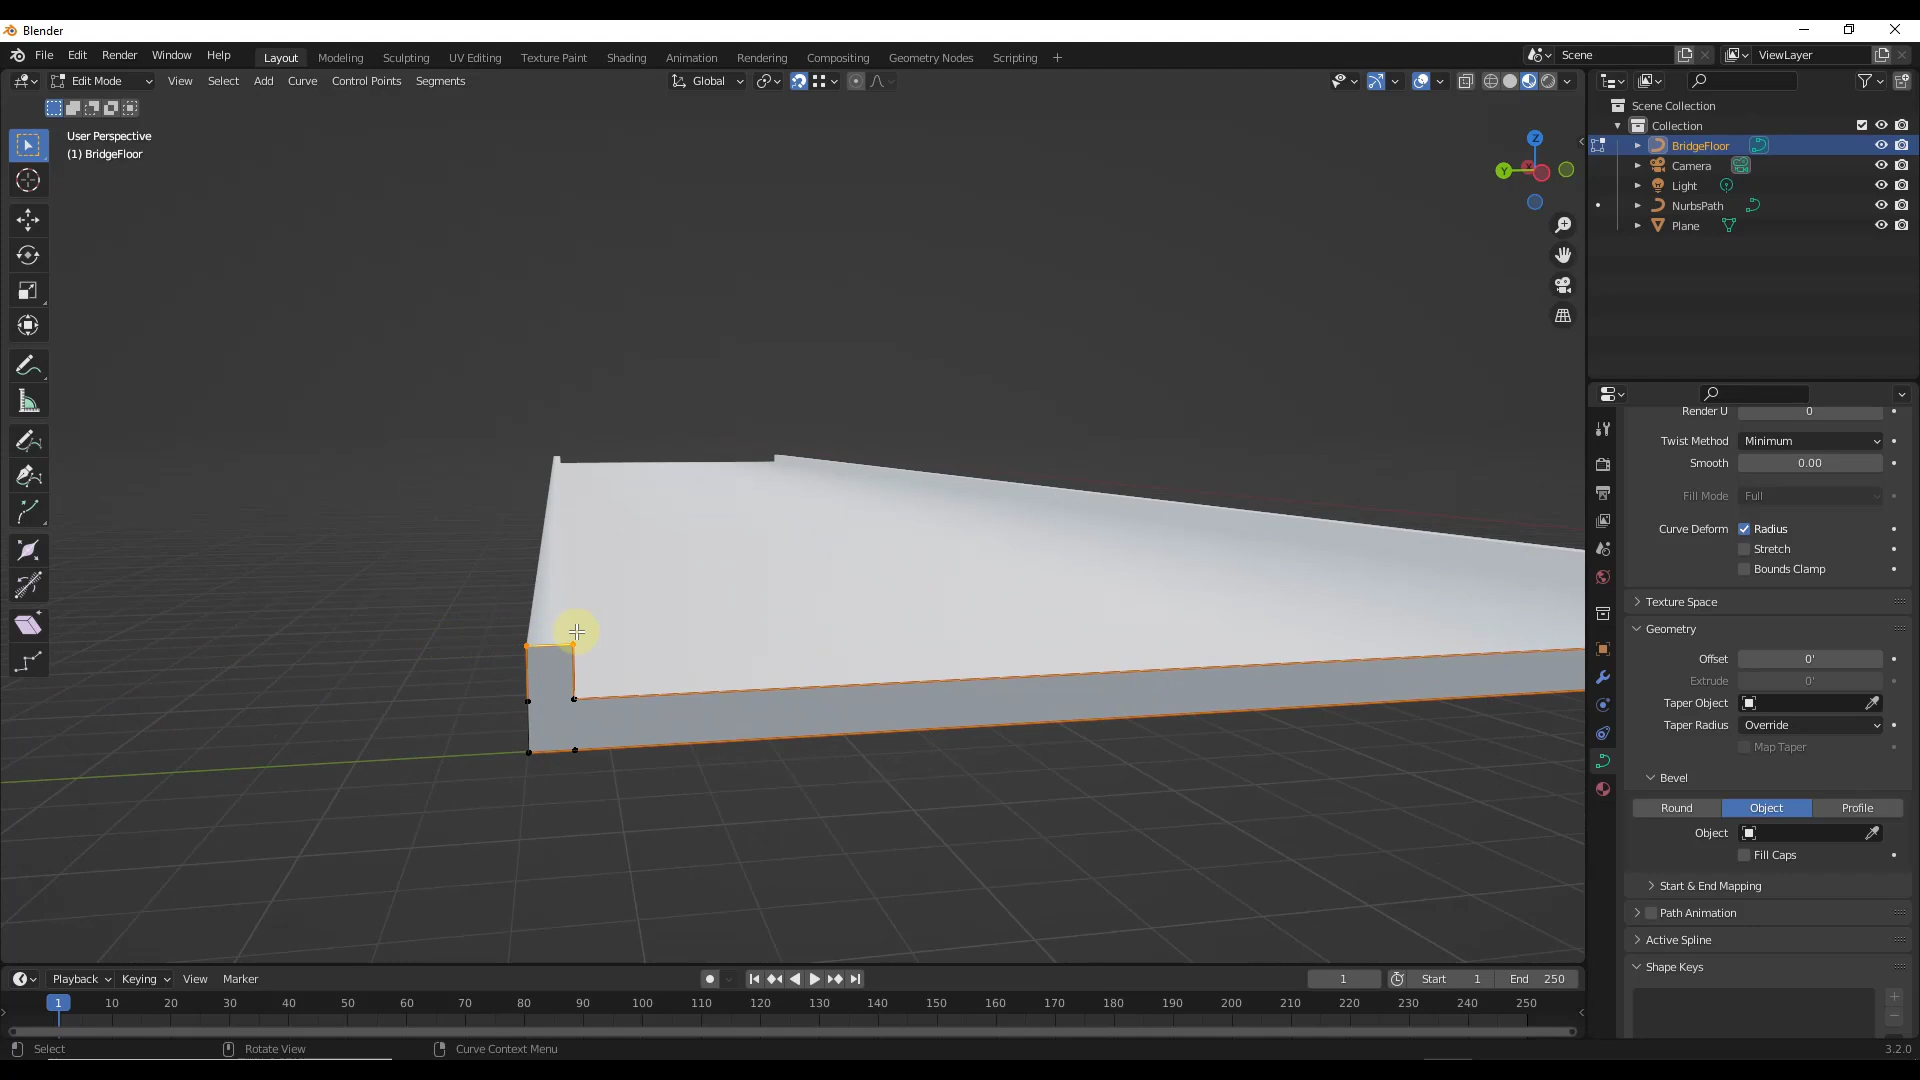 Blender
File Edit Render Window Help Layout Modeling Sculpting UV Editing Texture Paint Shading Animation Rendering Compositing Geometry Nodes Scripting + Scene ViewLayer
Edit Mode View Select Add Curve Control Points Segments Global
User Perspective
(1) BridgeFloor
Z
Y
X
Scene Collection
Collection
BridgeFloor
Camera
Light
NurbsPath
Plane
Render U 0
Twist Method Minimum
Smooth 0.00
Fill Mode Full
Curve Deform Radius
Stretch
Bounds Clamp
Texture Space
Geometry
Offset 0'
Extrude 0'
Taper Object
Taper Radius Override
Map Taper
Bevel
Round Object Profile
Object
Fill Caps
Start & End Mapping
Path Animation
Active Spline
Shape Keys
Playback Keying View Marker 1 Start 1 End 250
1 10 20 30 40 50 60 70 80 90 100 110 120 130 140 150 160 170 180 190 200 210 220 230 240 250
Select Rotate View Curve Context Menu 3.2.0